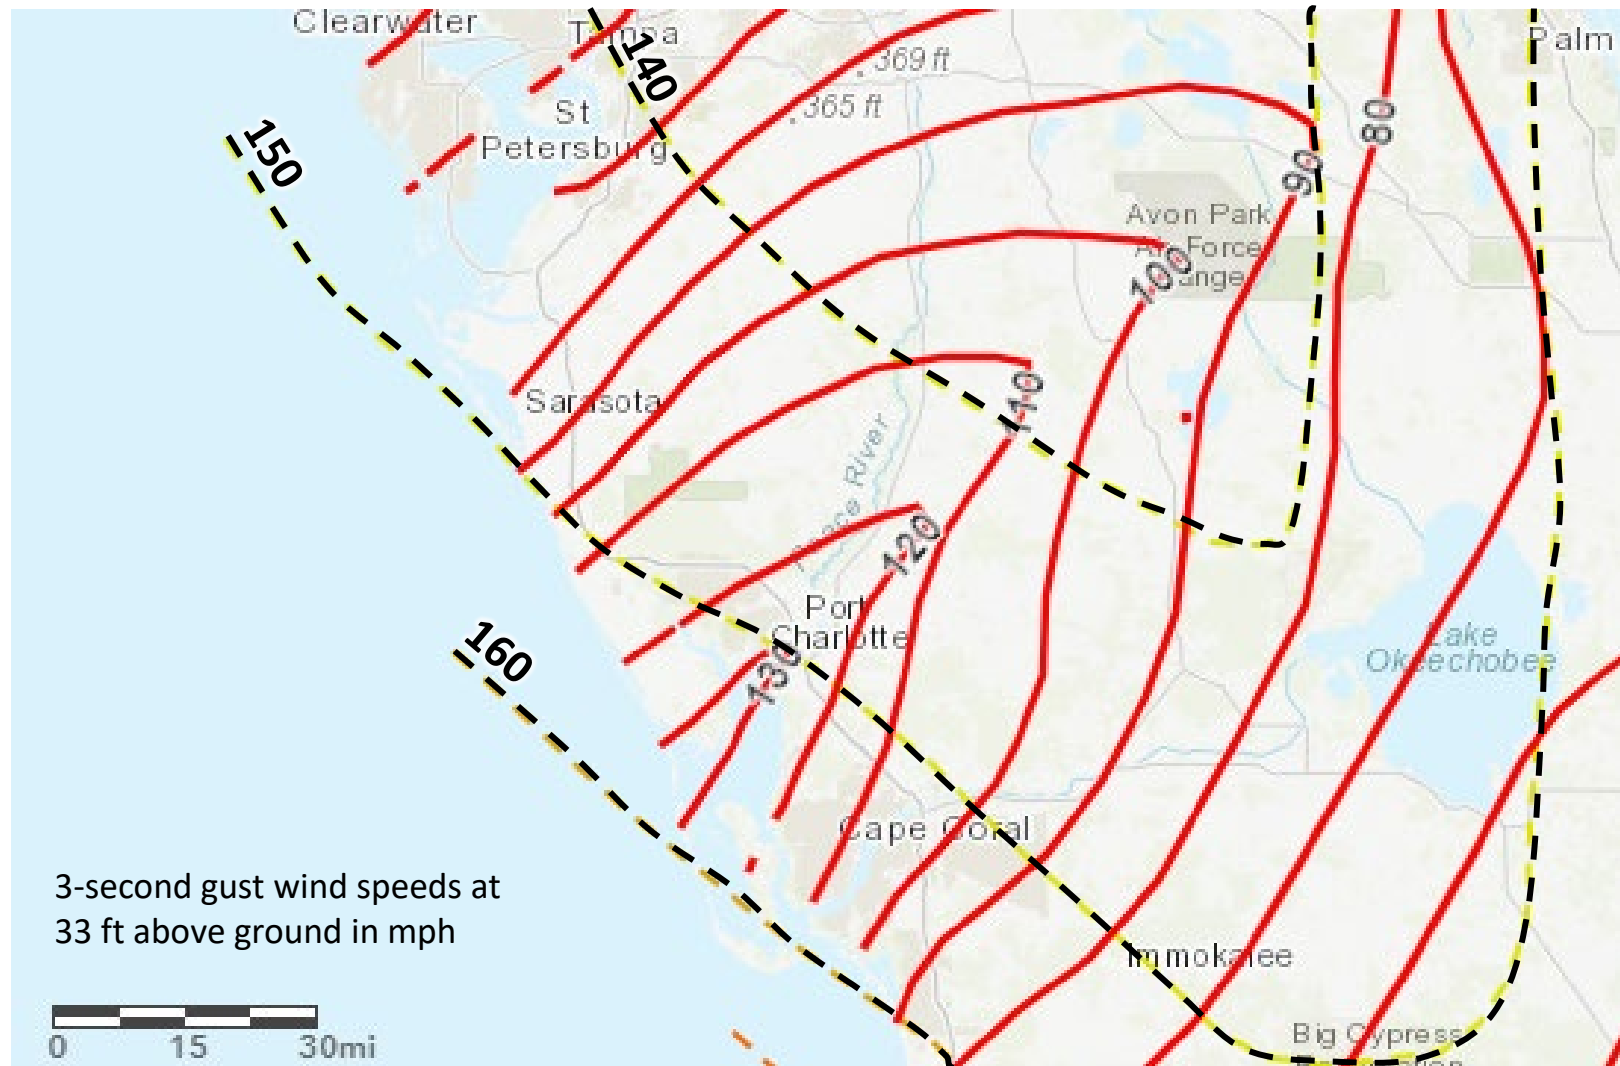 Clearwater
Tampa
140
369 ft
Palm
80
365 ft
St
Petersburg
150
90
Avon Park
Air Force
Range
100
110
Sarasota
Peace River
120
Port
Charlotte
130
160
Lake
Okeechobee
Cape Coral
3-second gust wind speeds at
33 ft above ground in mph
Immokalee
Big Cypress
0 15 30mi